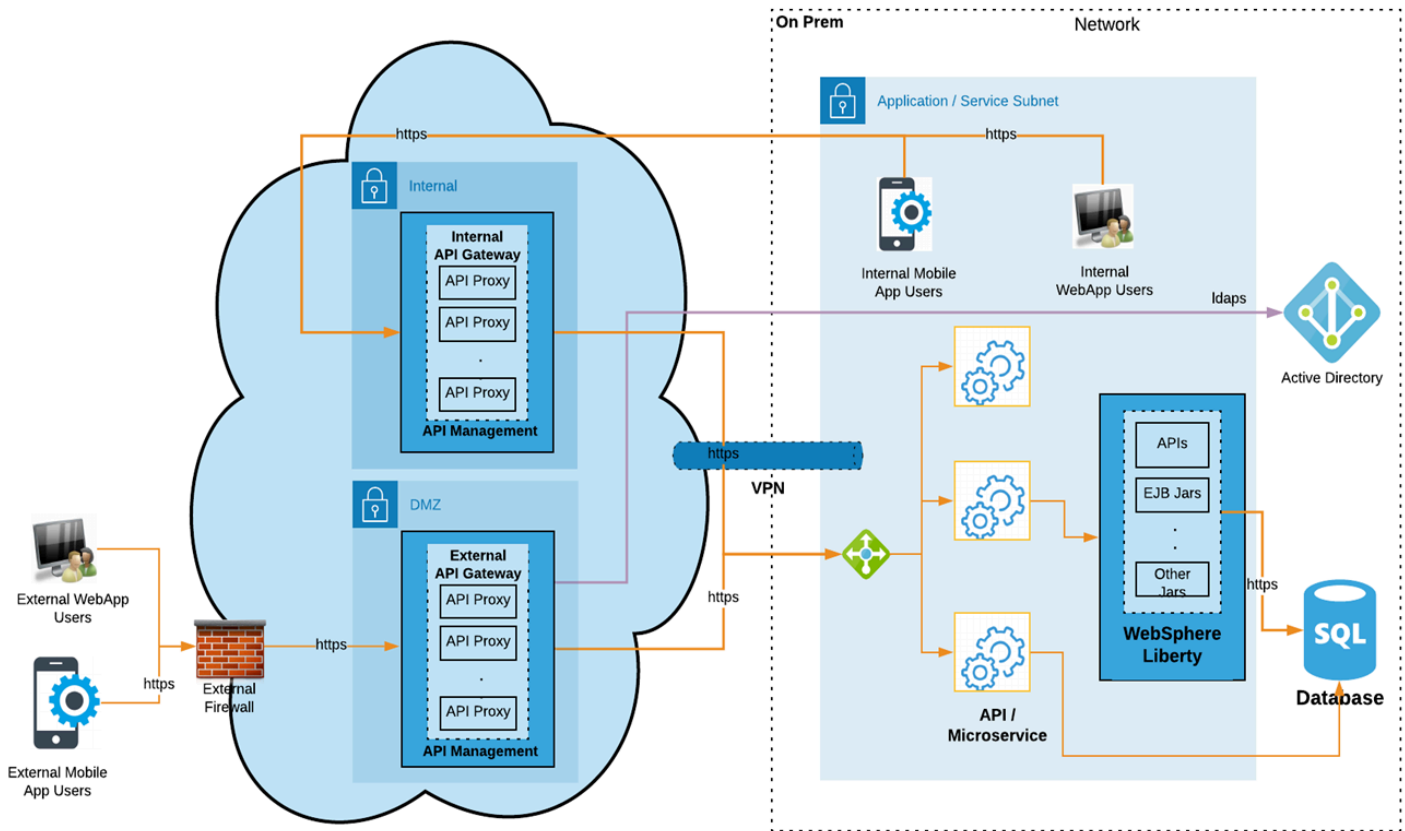 On Prem
Network
Application / Service Subnet
https
https
Internal
Internal
API Gateway
API Proxy
API Proxy
.
API Proxy
API Management
Internal Mobile
App Users
Internal
WebApp Users
ldaps
Active Directory
https
VPN
DMZ
External
API Gateway
API Proxy
API Proxy
.
.
API Proxy
API Management
External WebApp
Users
https
External Mobile
App Users
External
Firewall
https
https
API /
Microservice
APIs
EJB Jars
.
.
Other
Jars
WebSphere
Liberty
https
SQL
Database